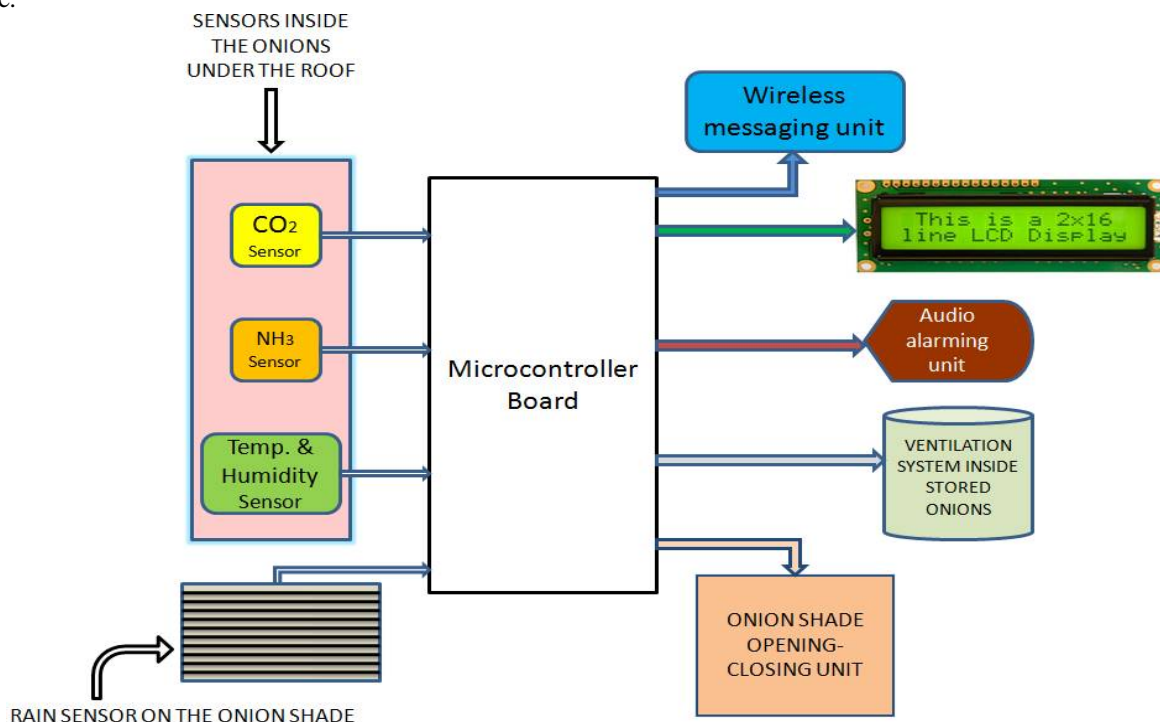 c.
SENSORS INSIDE
THE ONIONS
UNDER THE ROOF
CO2
Sensor
NH3
Sensor
Temp. &
Humidity
Sensor
RAIN SENSOR ON THE ONION SHADE
Microcontroller
Board
Wireless
messaging unit
This is a 2x16
line LCD Display
Audio
alarming
unit
VENTILATION
SYSTEM INSIDE
STORED
ONIONS
ONION SHADE
OPENING-
CLOSING UNIT